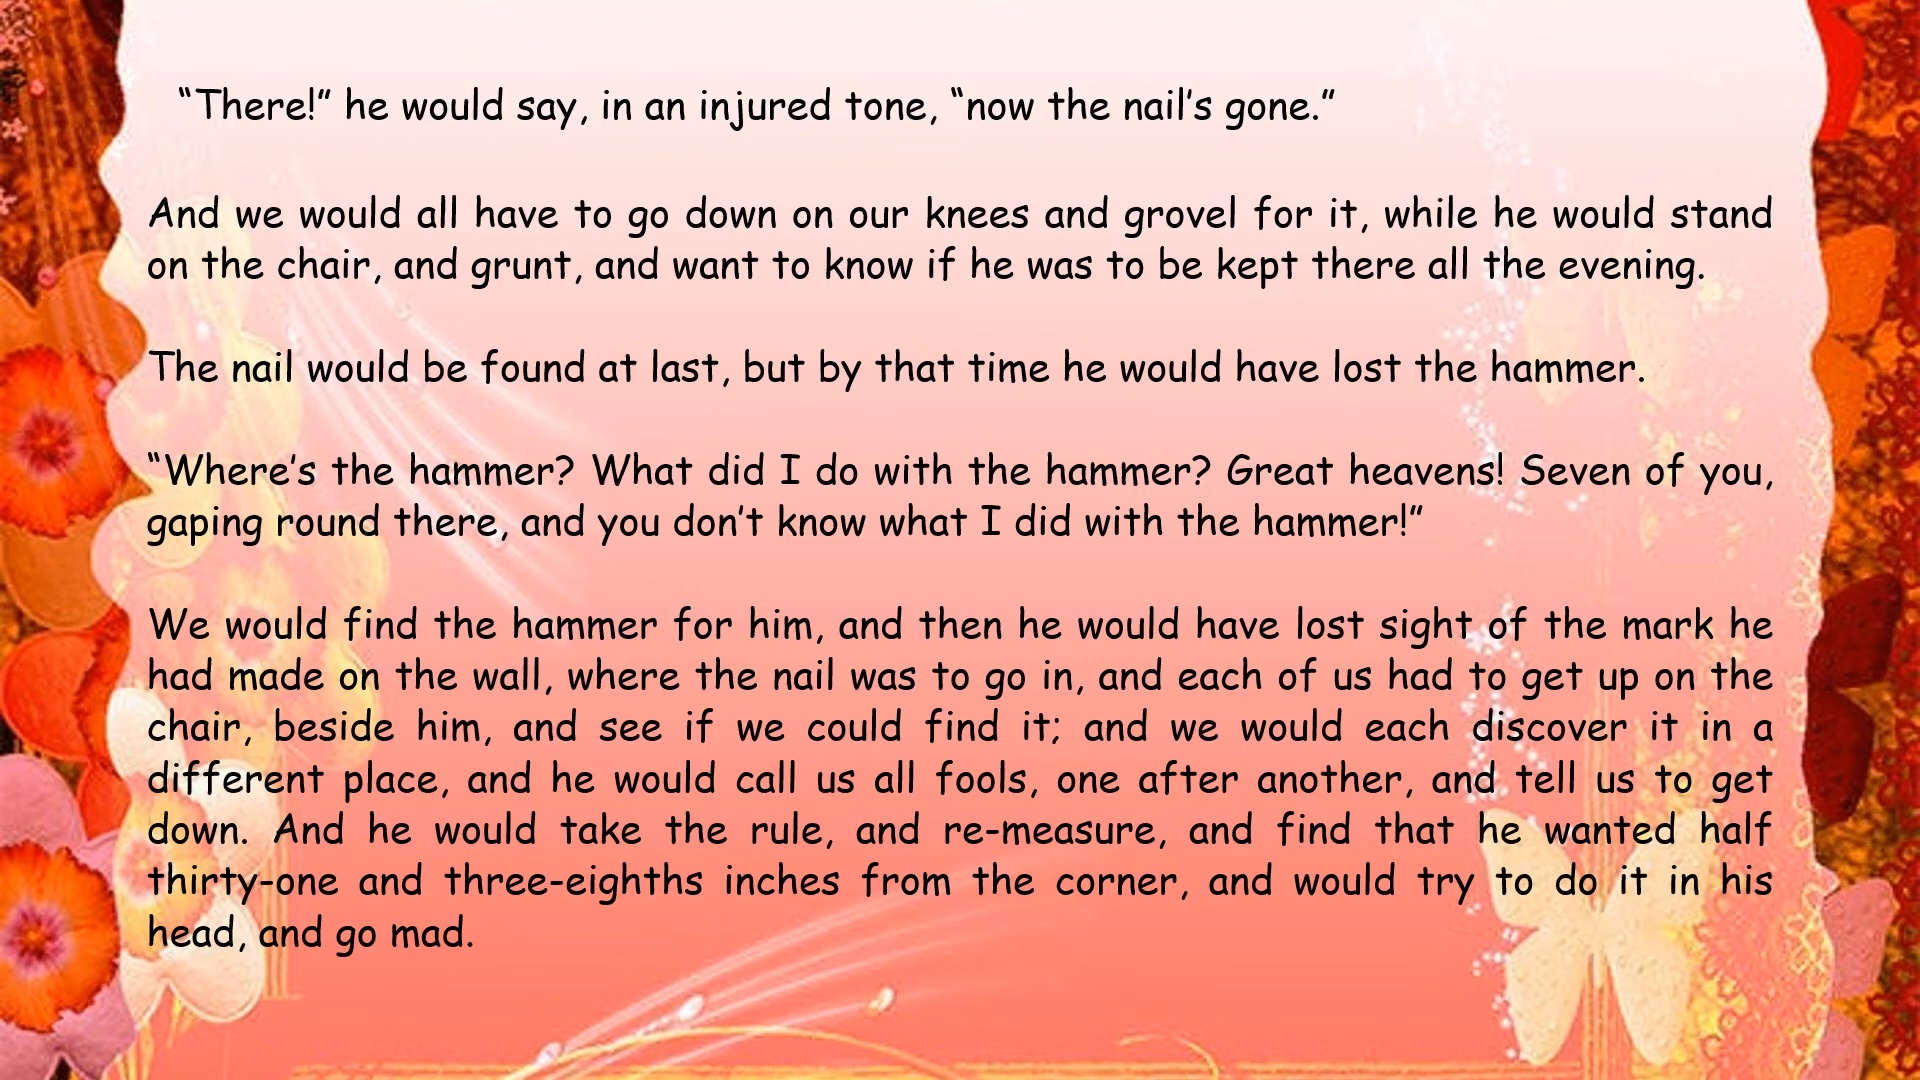 “There!” he would say, in an injured tone, “now the nail’s gone.”
And we would all have to go down on our knees and grovel for it, while he would stand
on the chair, and grunt, and want to know if he was to be kept there all the evening.
The nail would be found at last, but by that time he would have lost the hammer.
“Where’s the hammer? What did I do with the hammer? Great heavens! Seven of you,
gaping round there, and you don’t know what I did with the hammer!”
We would find the hammer for him, and then he would have lost sight of the mark he
had made on the wall, where the nail was to go in, and each of us had to get up on the
chair, beside him, and see if we could find it; and we would each discover it in a
different place, and he would call us all fools, one after another, and tell us to get
down. And he would take the rule, and re-measure, and find that he wanted half
thirty-one and three-eighths inches from the corner, and would try to do it in his
head, and go mad.